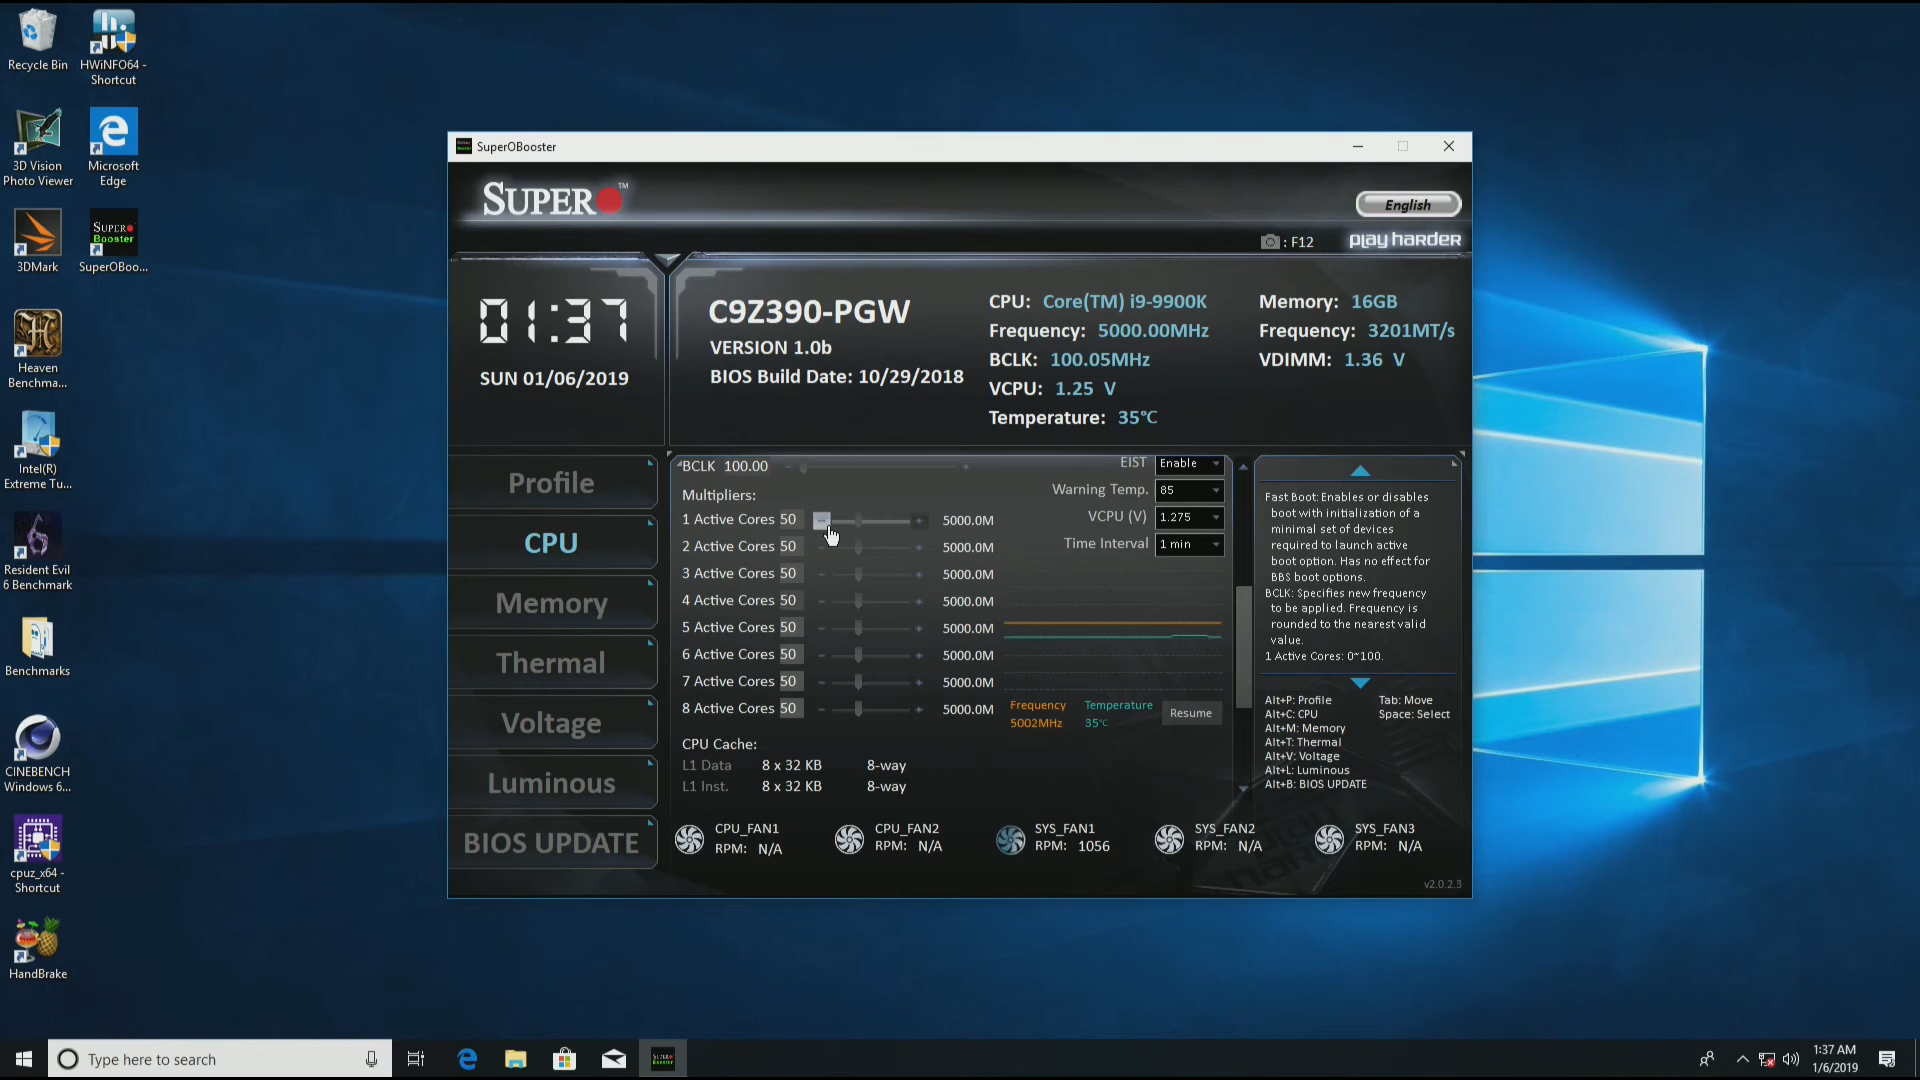 Recycle Bin
HWiNFO64 -
Shortcut
3D Vision
Photo Viewer
Microsoft
Edge
3DMark
SUPER
Booster
SuperOBoo...
Heaven
Benchma...
Intel(R)
Extreme Tu...
Resident Evil
6 Benchmark
Benchmarks
CINEBENCH
Windows 6...
cpuz_x64 -
Shortcut
HandBrake
SuperOBooster
SUPER TM
English
: F12
play harder
01:37
SUN 01/06/2019
C9Z390-PGW
VERSION 1.0b
BIOS Build Date: 10/29/2018
CPU: Core(TM) i9-9900K
Frequency: 5000.00MHz
BCLK: 100.05MHz
VCPU: 1.25 V
Temperature: 35℃
Memory: 16GB
Frequency: 3201MT/s
VDIMM: 1.36 V
Profile
CPU
Memory
Thermal
Voltage
Luminous
BIOS UPDATE
BCLK 100.00
Multipliers:
1 Active Cores 50 - + 5000.0M
2 Active Cores 50 - + 5000.0M
3 Active Cores 50 - + 5000.0M
4 Active Cores 50 - + 5000.0M
5 Active Cores 50 - + 5000.0M
6 Active Cores 50 - + 5000.0M
7 Active Cores 50 - + 5000.0M
8 Active Cores 50 - + 5000.0M
EIST Enable
Warning Temp. 85
VCPU (V) 1.275
Time Interval 1 min
Frequency
5002MHz
Temperature
35℃
Resume
CPU Cache:
L1 Data 8 x 32 KB 8-way
L1 Inst. 8 x 32 KB 8-way
Fast Boot: Enables or disables
boot with initialization of a
minimal set of devices
required to launch active
boot option. Has no effect for
BBS boot options.
BCLK: Specifies new frequency
to be applied. Frequency is
rounded to the nearest valid
value.
1 Active Cores: 0~100.
Alt+P: Profile
Alt+C: CPU
Alt+M: Memory
Alt+T: Thermal
Alt+V: Voltage
Alt+L: Luminous
Alt+B: BIOS UPDATE
Tab: Move
Space: Select
CPU_FAN1
RPM: N/A
CPU_FAN2
RPM: N/A
SYS_FAN1
RPM: 1056
SYS_FAN2
RPM: N/A
SYS_FAN3
RPM: N/A
v2.0.2.3
Type here to search
1:37 AM
1/6/2019